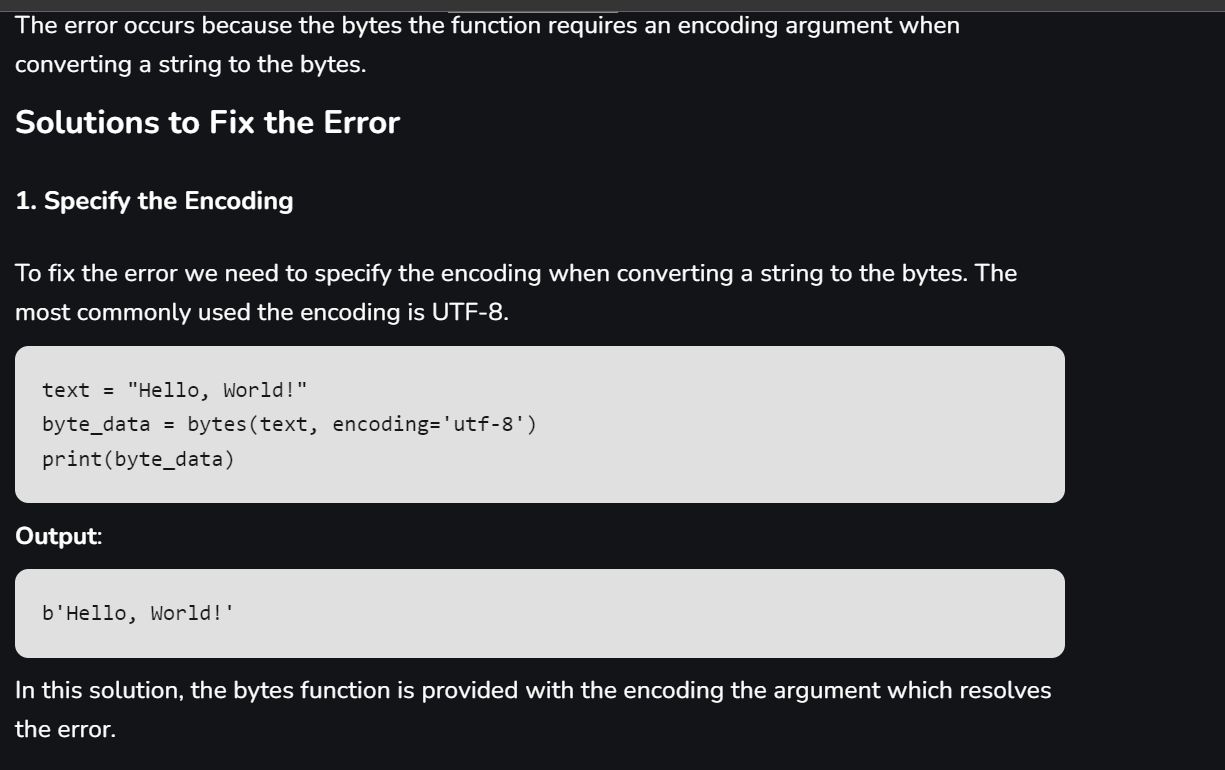 The error occurs because the bytes the function requires an encoding argument when
converting a string to the bytes.
Solutions to Fix the Error
1. Specify the Encoding
To fix the error we need to specify the encoding when converting a string to the bytes. The
most commonly used the encoding is UTF-8.
text = "Hello, World!"
byte_data = bytes(text, encoding='utf-8')
print(byte_data)
Output:
b'Hello, World!'
In this solution, the bytes function is provided with the encoding the argument which resolves
the error.